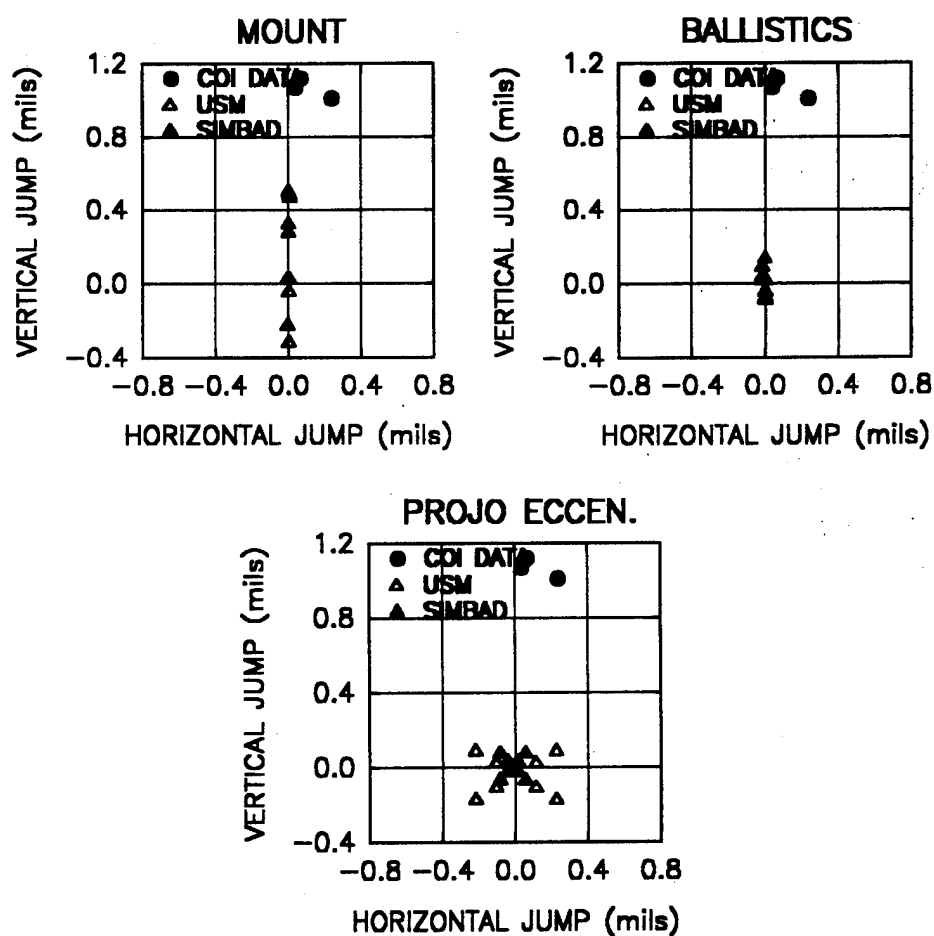 MOUNT
COI DATA
USM
SIMBAD
VERTICAL JUMP (mils)
1.2
0.8
0.4
0.0
−0.4
−0.8 −0.4 0.0 0.4 0.8
HORIZONTAL JUMP (mils)
BALLISTICS
COI DATA
USM
SIMBAD
VERTICAL JUMP (mils)
1.2
0.8
0.4
0.0
−0.4
−0.8 −0.4 0.0 0.4 0.8
HORIZONTAL JUMP (mils)
PROJO ECCEN.
COI DATA
USM
SIMBAD
VERTICAL JUMP (mils)
1.2
0.8
0.4
0.0
−0.4
−0.8 −0.4 0.0 0.4 0.8
HORIZONTAL JUMP (mils)